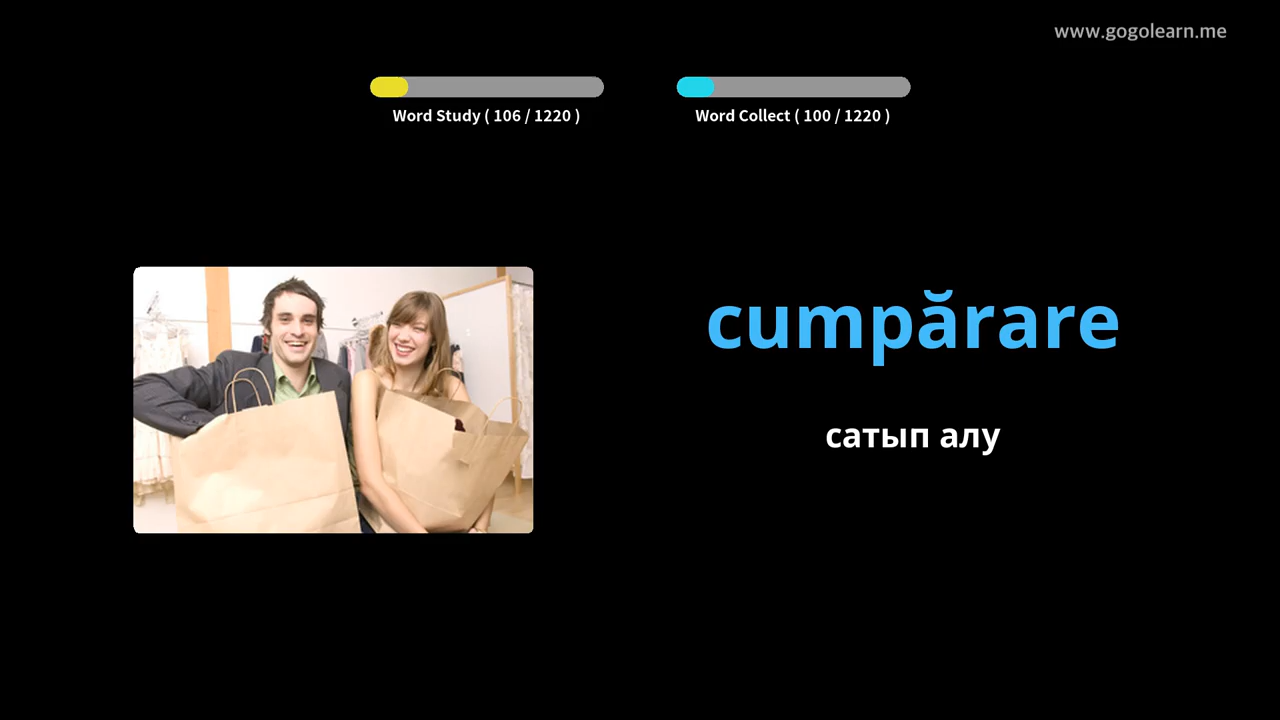 www.gogolearn.me
Word Study ( 106 / 1220 )
Word Collect ( 100 / 1220 )
cumpărare
сатып алу